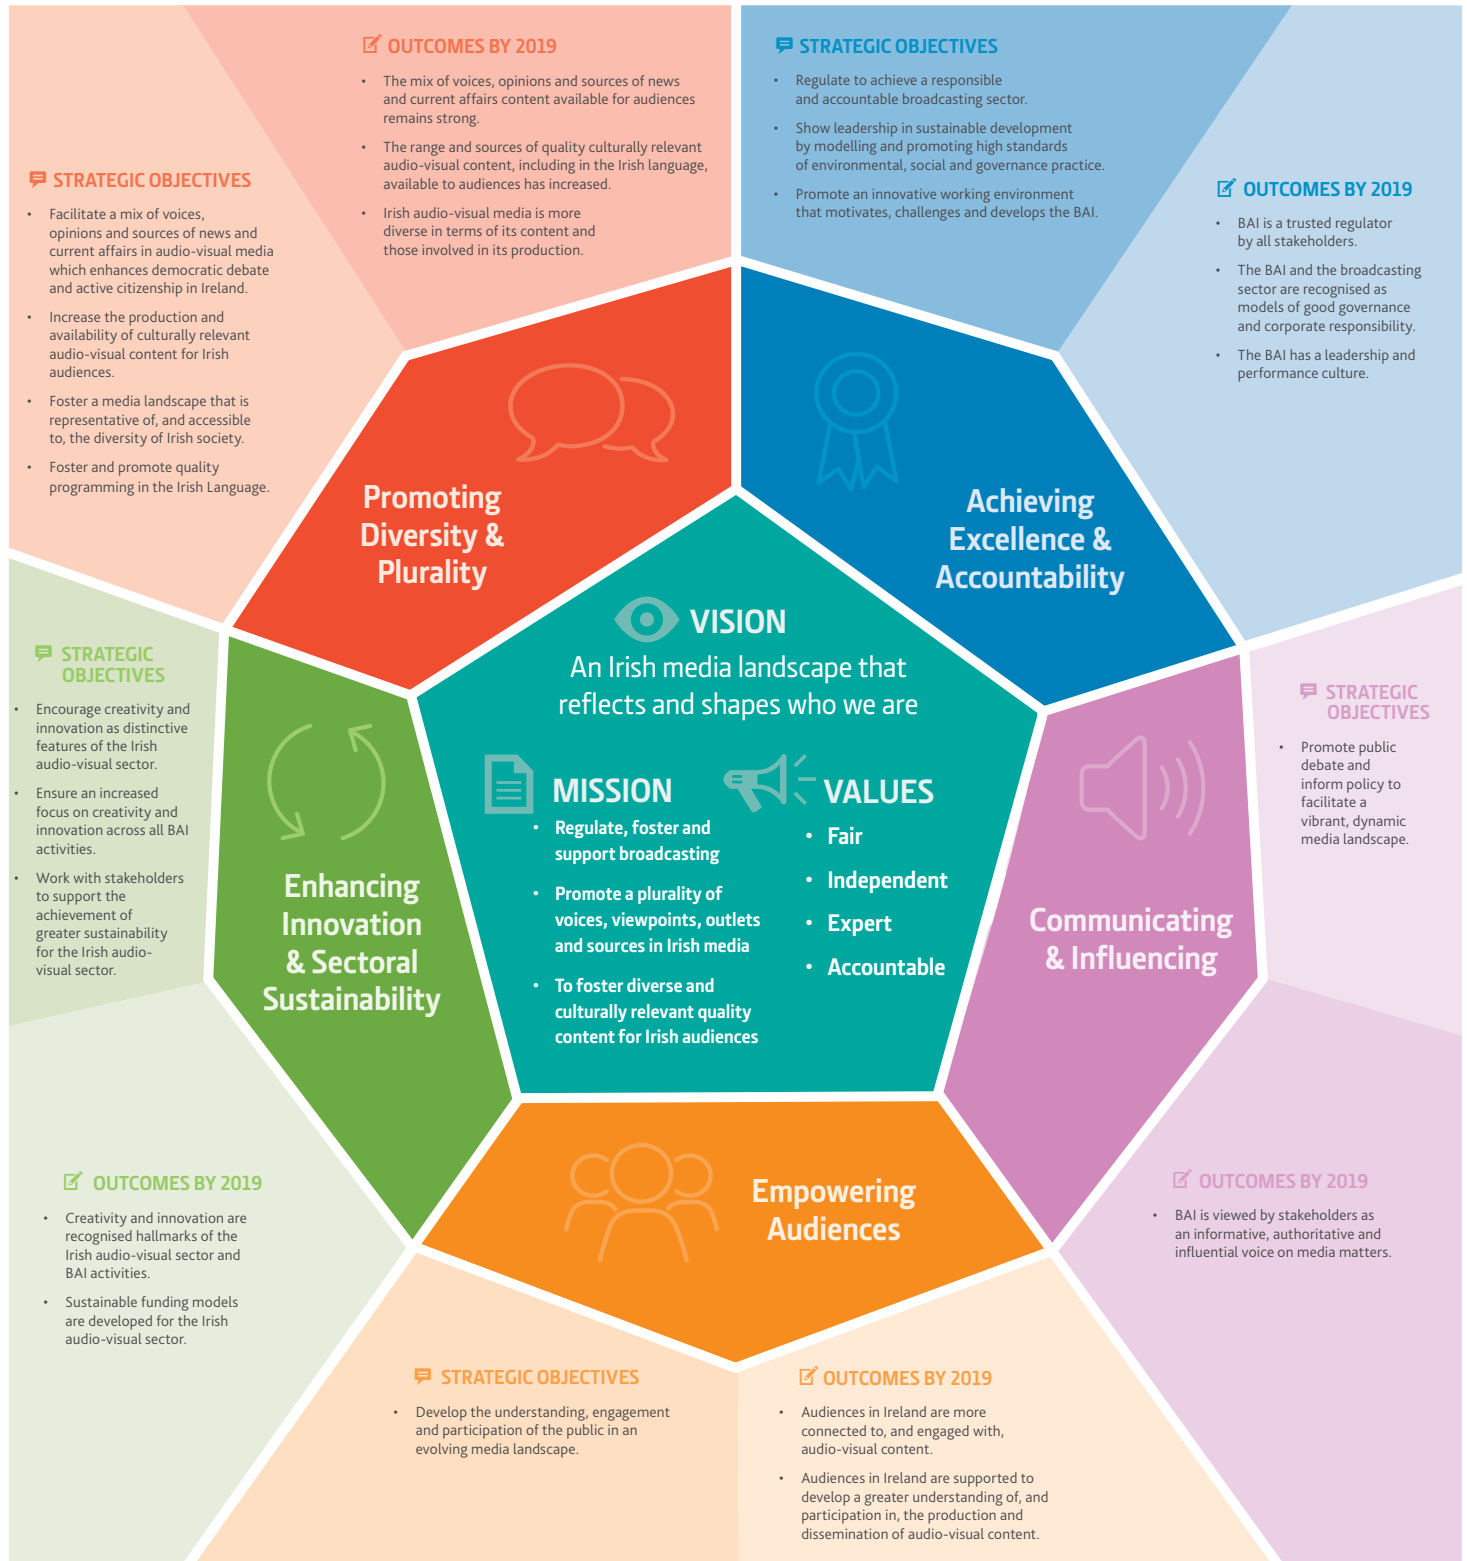 OUTCOMES BY 2019
• The mix of voices, opinions and sources of news
and current affairs content available for audiences
remains strong.
• The range and sources of quality culturally relevant
audio-visual content, including in the Irish language,
available to audiences has increased.
• Irish audio-visual media is more
diverse in terms of its content and
those involved in its production.
STRATEGIC OBJECTIVES
• Facilitate a mix of voices,
opinions and sources of news and
current affairs in audio-visual media
which enhances democratic debate
and active citizenship in Ireland.
• Increase the production and
availability of culturally relevant
audio-visual content for Irish
audiences.
• Foster a media landscape that is
representative of, and accessible
to, the diversity of Irish society.
• Foster and promote quality
programming in the Irish Language.
Promoting
Diversity &
Plurality
STRATEGIC OBJECTIVES
• Regulate to achieve a responsible
and accountable broadcasting sector.
• Show leadership in sustainable development
by modelling and promoting high standards
of environmental, social and governance practice.
• Promote an innovative working environment
that motivates, challenges and develops the BAI.
OUTCOMES BY 2019
• BAI is a trusted regulator
by all stakeholders.
• The BAI and the broadcasting
sector are recognised as
models of good governance
and corporate responsibility.
• The BAI has a leadership and
performance culture.
Achieving
Excellence &
Accountability
VISION
An Irish media landscape that
reflects and shapes who we are
MISSION
• Regulate, foster and
support broadcasting
• Promote a plurality of
voices, viewpoints, outlets
and sources in Irish media
• To foster diverse and
culturally relevant quality
content for Irish audiences
VALUES
• Fair
• Independent
• Expert
• Accountable
STRATEGIC
OBJECTIVES
• Encourage creativity and
innovation as distinctive
features of the Irish
audio-visual sector.
• Ensure an increased
focus on creativity and
innovation across all BAI
activities.
• Work with stakeholders
to support the
achievement of
greater sustainability
for the Irish audio-
visual sector.
Enhancing
Innovation
& Sectoral
Sustainability
OUTCOMES BY 2019
• Creativity and innovation are
recognised hallmarks of the
Irish audio-visual sector and
BAI activities.
• Sustainable funding models
are developed for the Irish
audio-visual sector.
STRATEGIC
OBJECTIVES
• Promote public
debate and
inform policy to
facilitate a
vibrant, dynamic
media landscape.
Communicating
& Influencing
OUTCOMES BY 2019
• BAI is viewed by stakeholders as
an informative, authoritative and
influential voice on media matters.
Empowering
Audiences
STRATEGIC OBJECTIVES
• Develop the understanding, engagement
and participation of the public in an
evolving media landscape.
OUTCOMES BY 2019
• Audiences in Ireland are more
connected to, and engaged with,
audio-visual content.
• Audiences in Ireland are supported to
develop a greater understanding of, and
participation in, the production and
dissemination of audio-visual content.